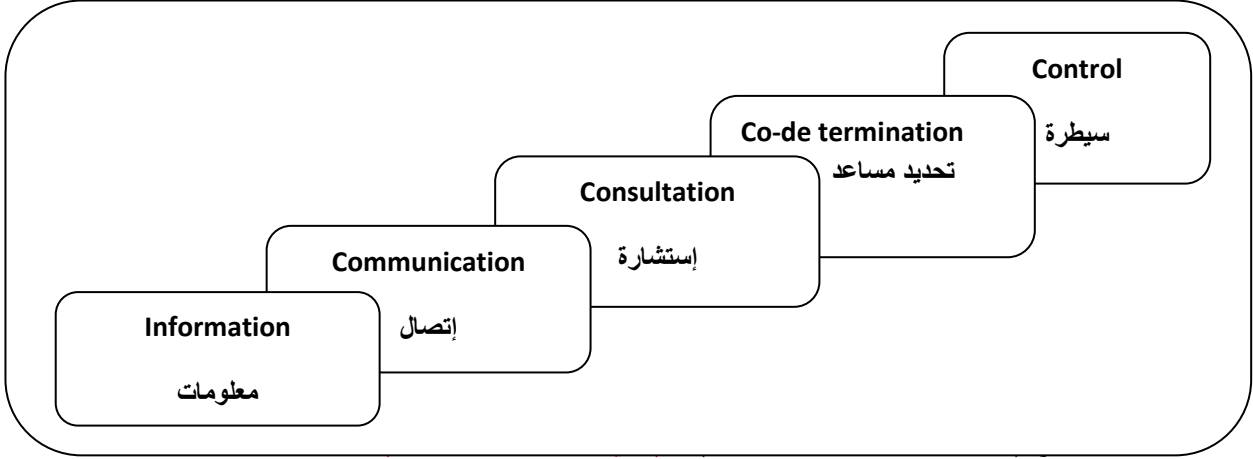 Control
سيطرة
Co-de termination
تحديد مساعد
Consultation
إستشارة
Communication
إتصال
Information
معلومات